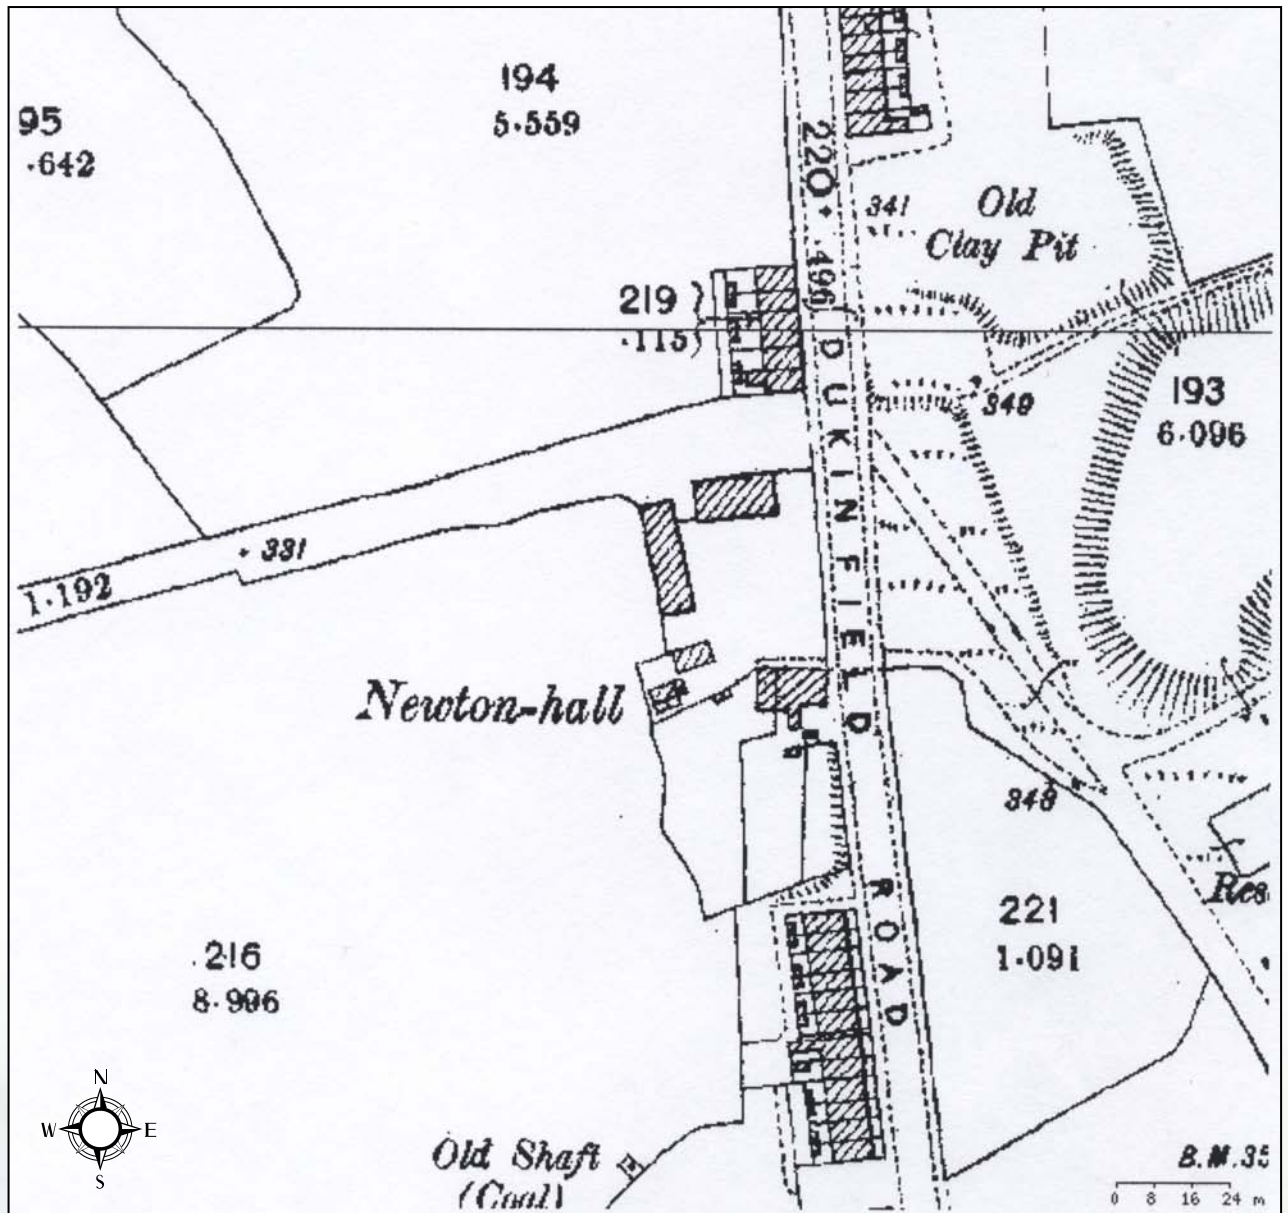 194
5·559
95
·642
220
·496
341
Old
Clay Pit
219
·115
DUKINFIELD ROAD
349
193
6·096
331
1·192
Newton-hall
348
Res
221
1·091
216
8·996
N
W E
S
Old Shaft
(Coal)
B.M.35
0 8 16 24 m